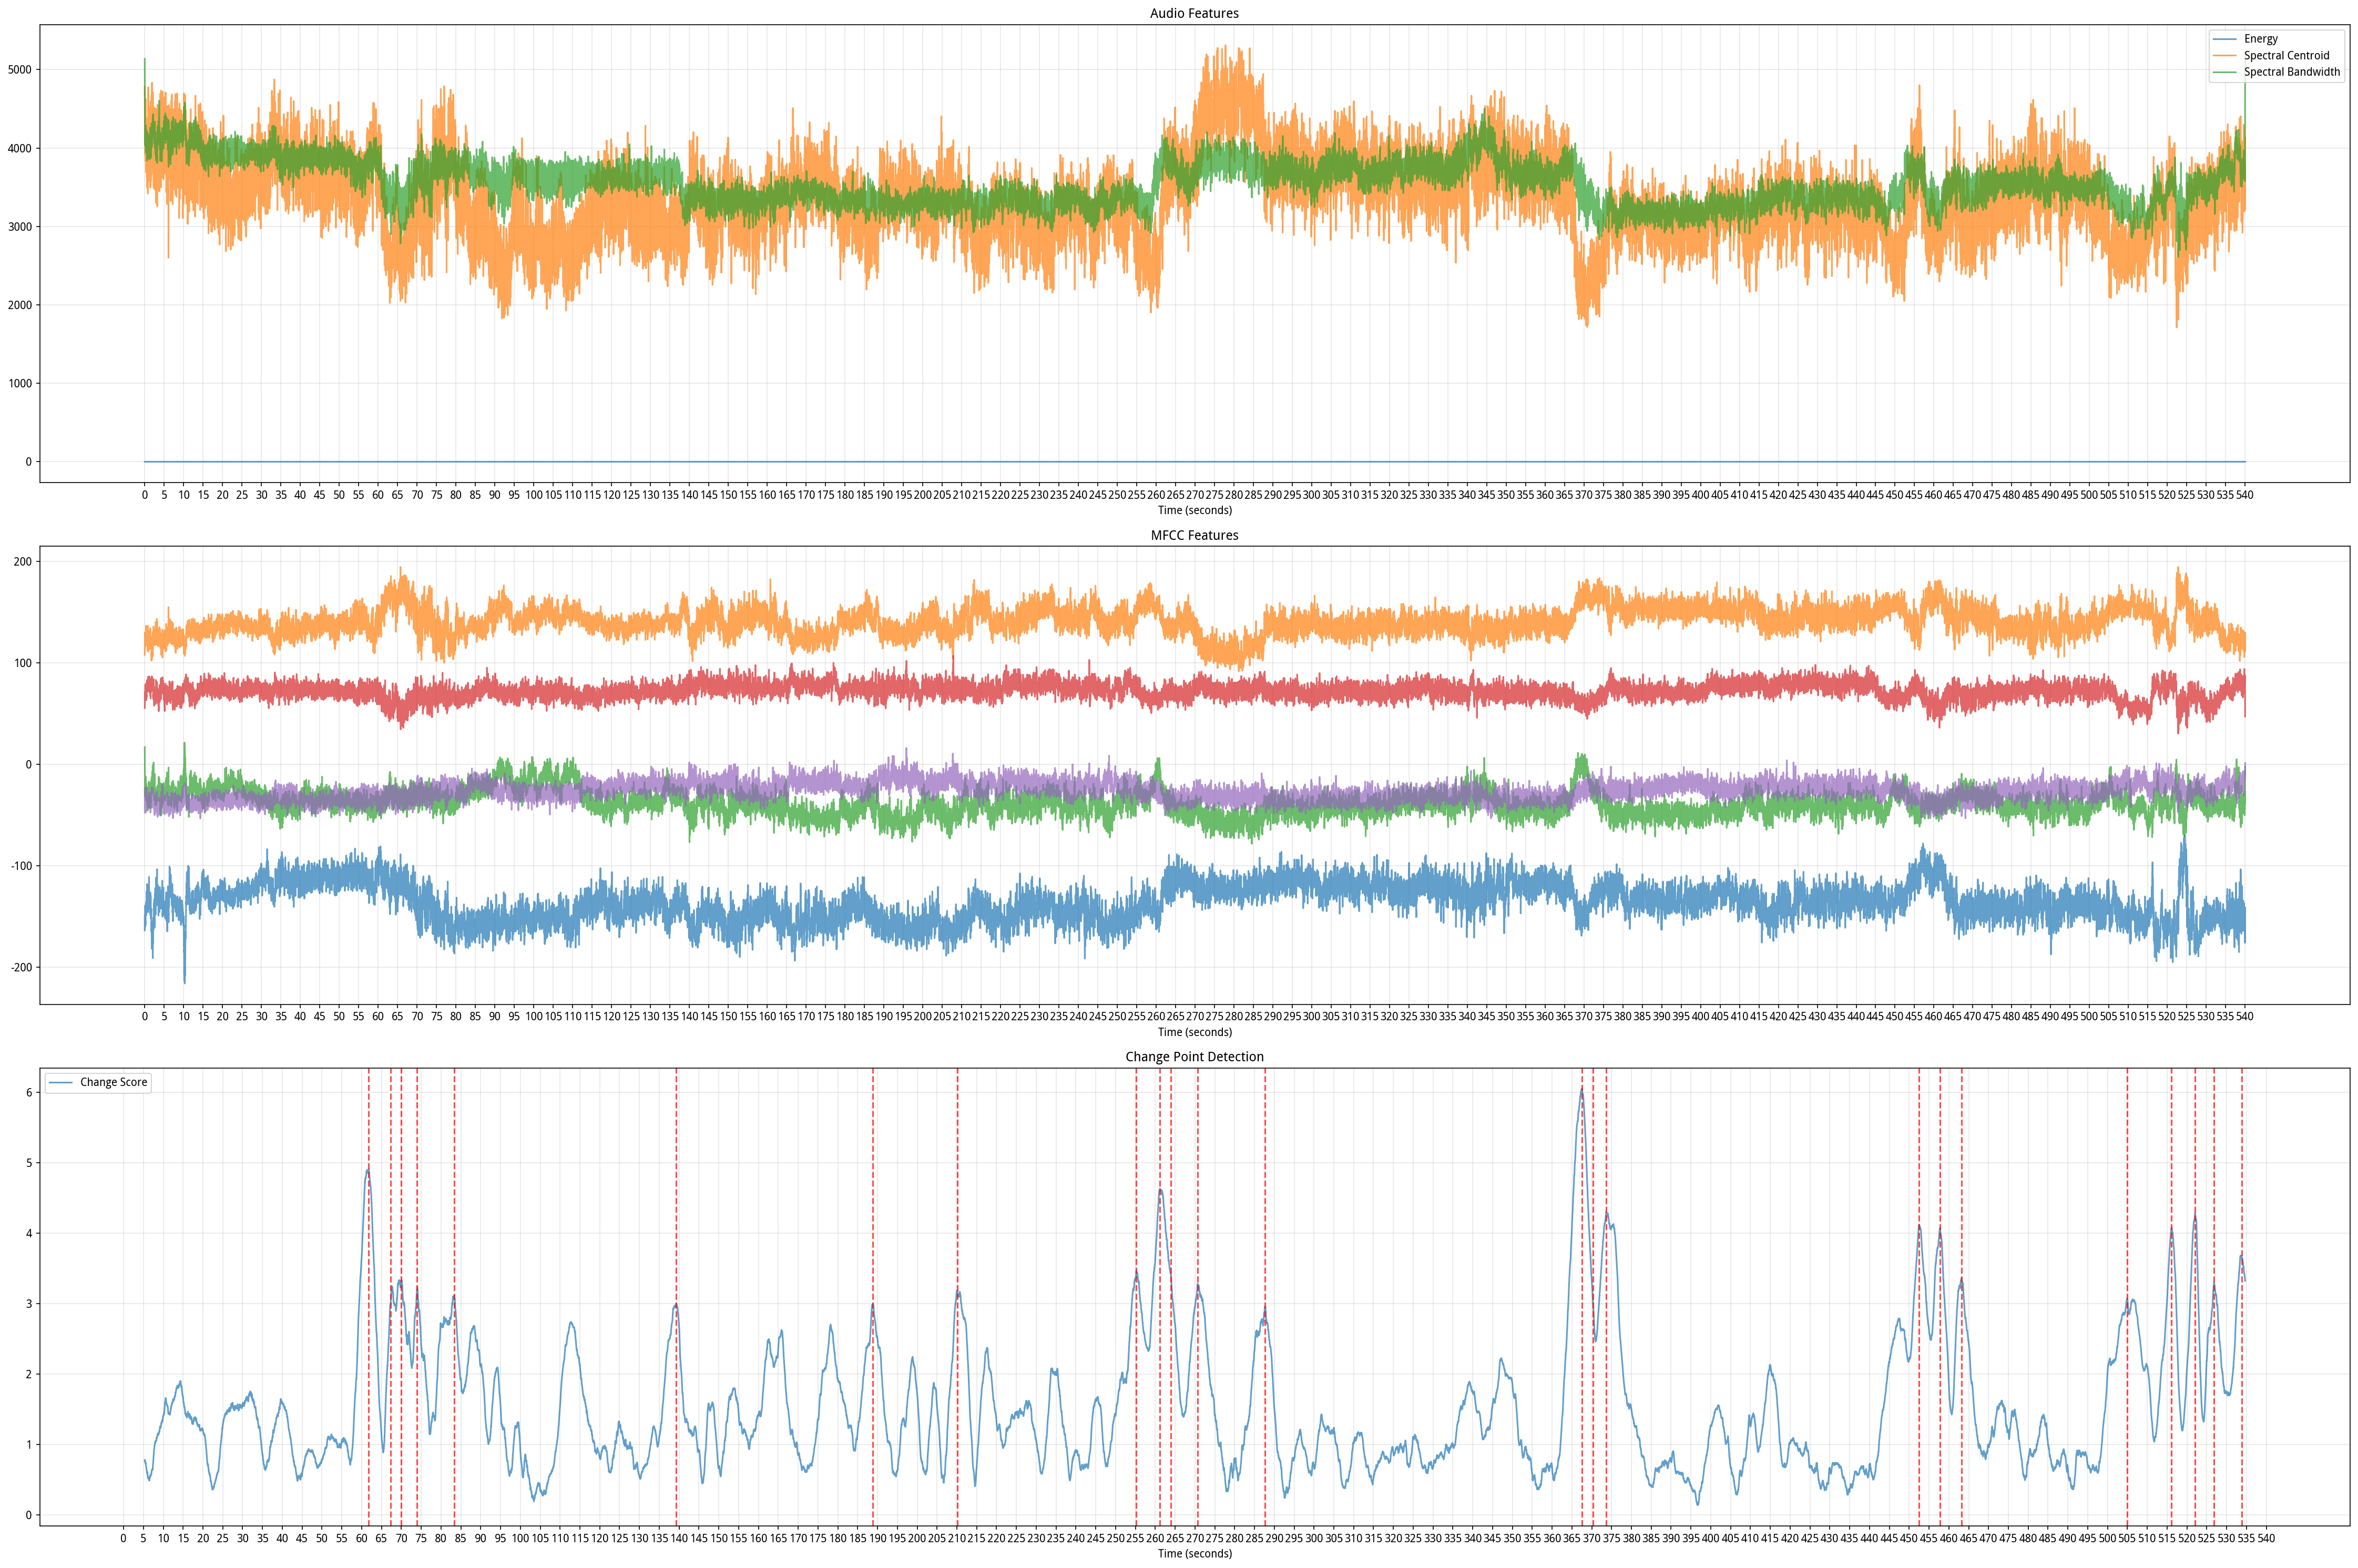 Audio Features
Energy
Spectral Centroid
Spectral Bandwidth
5000
4000
3000
2000
1000
0
0 5 10 15 20 25 30 35 40 45 50 55 60 65 70 75 80 85 90 95 100 105 110 115 120 125 130 135 140 145 150 155 160 165 170 175 180 185 190 195 200 205 210 215 220 225 230 235 240 245 250 255 260 265 270 275 280 285 290 295 300 305 310 315 320 325 330 335 340 345 350 355 360 365 370 375 380 385 390 395 400 405 410 415 420 425 430 435 440 445 450 455 460 465 470 475 480 485 490 495 500 505 510 515 520 525 530 535 540
Time (seconds)
MFCC Features
200
100
0
-100
-200
0 5 10 15 20 25 30 35 40 45 50 55 60 65 70 75 80 85 90 95 100 105 110 115 120 125 130 135 140 145 150 155 160 165 170 175 180 185 190 195 200 205 210 215 220 225 230 235 240 245 250 255 260 265 270 275 280 285 290 295 300 305 310 315 320 325 330 335 340 345 350 355 360 365 370 375 380 385 390 395 400 405 410 415 420 425 430 435 440 445 450 455 460 465 470 475 480 485 490 495 500 505 510 515 520 525 530 535 540
Time (seconds)
Change Point Detection
Change Score
6
5
4
3
2
1
0
0 5 10 15 20 25 30 35 40 45 50 55 60 65 70 75 80 85 90 95 100 105 110 115 120 125 130 135 140 145 150 155 160 165 170 175 180 185 190 195 200 205 210 215 220 225 230 235 240 245 250 255 260 265 270 275 280 285 290 295 300 305 310 315 320 325 330 335 340 345 350 355 360 365 370 375 380 385 390 395 400 405 410 415 420 425 430 435 440 445 450 455 460 465 470 475 480 485 490 495 500 505 510 515 520 525 530 535 540
Time (seconds)